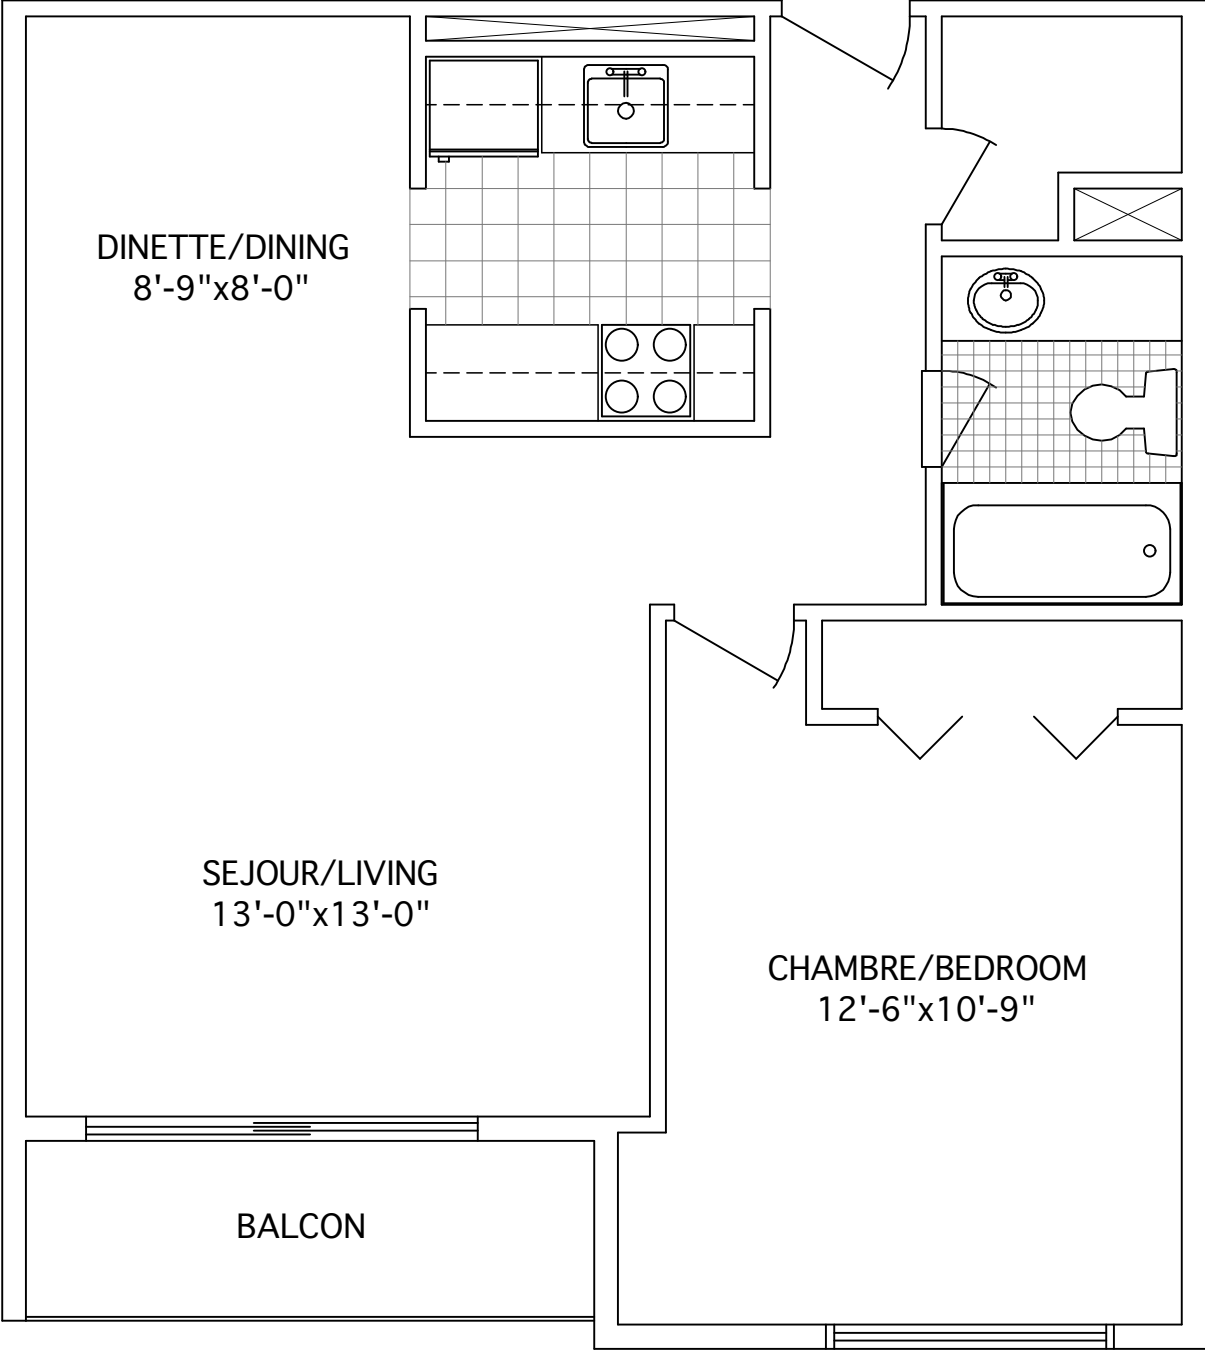 DINETTE/DINING
8'-9"x8'-0"
SEJOUR/LIVING
13'-0"x13'-0"
CHAMBRE/BEDROOM
12'-6"x10'-9"
BALCON